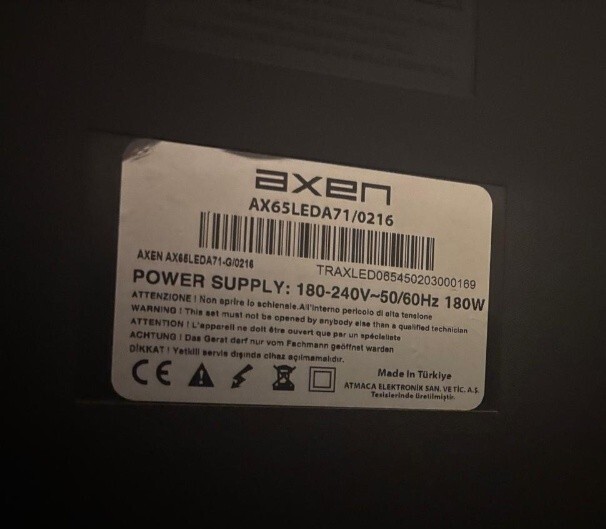 axen
AX65LEDA71/0216
AXEN AX65LEDA71-G/0216
TRAXLED065450203000169
POWER SUPPLY: 180-240V~50/60Hz 180W
ATTENZIONE ! Non aprire lo schienale.All'interno pericolo di alta tensione
WARNING ! This set must not be opened by anybody else than a qualified technician
ATTENTION ! L'appareil ne doit être ouvert que par un spécialiste
ACHTUNG ! Das Gerat darf nur vom Fachmann geöffnet warden
DİKKAT ! Yetkili servis dışında cihaz açılmamalıdır.
CE
Made In Türkiye
ATMACA ELEKTRONİK SAN. VE TİC. A.Ş.
Tesislerinde Üretilmiştir.